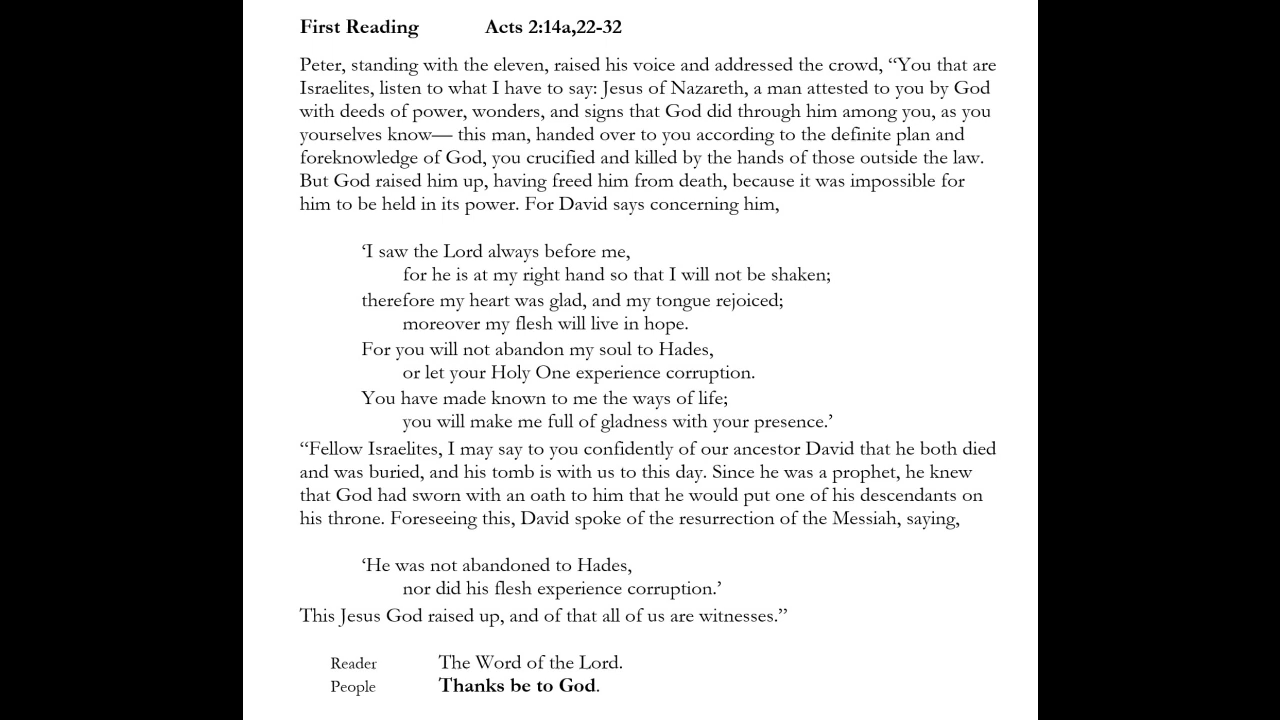 First Reading Acts 2:14a,22-32
Peter, standing with the eleven, raised his voice and addressed the crowd, “You that are
Israelites, listen to what I have to say: Jesus of Nazareth, a man attested to you by God
with deeds of power, wonders, and signs that God did through him among you, as you
yourselves know— this man, handed over to you according to the definite plan and
foreknowledge of God, you crucified and killed by the hands of those outside the law.
But God raised him up, having freed him from death, because it was impossible for
him to be held in its power. For David says concerning him,
‘I saw the Lord always before me,
for he is at my right hand so that I will not be shaken;
therefore my heart was glad, and my tongue rejoiced;
moreover my flesh will live in hope.
For you will not abandon my soul to Hades,
or let your Holy One experience corruption.
You have made known to me the ways of life;
you will make me full of gladness with your presence.’
“Fellow Israelites, I may say to you confidently of our ancestor David that he both died
and was buried, and his tomb is with us to this day. Since he was a prophet, he knew
that God had sworn with an oath to him that he would put one of his descendants on
his throne. Foreseeing this, David spoke of the resurrection of the Messiah, saying,
‘He was not abandoned to Hades,
nor did his flesh experience corruption.’
This Jesus God raised up, and of that all of us are witnesses.”
Reader The Word of the Lord.
People Thanks be to God.